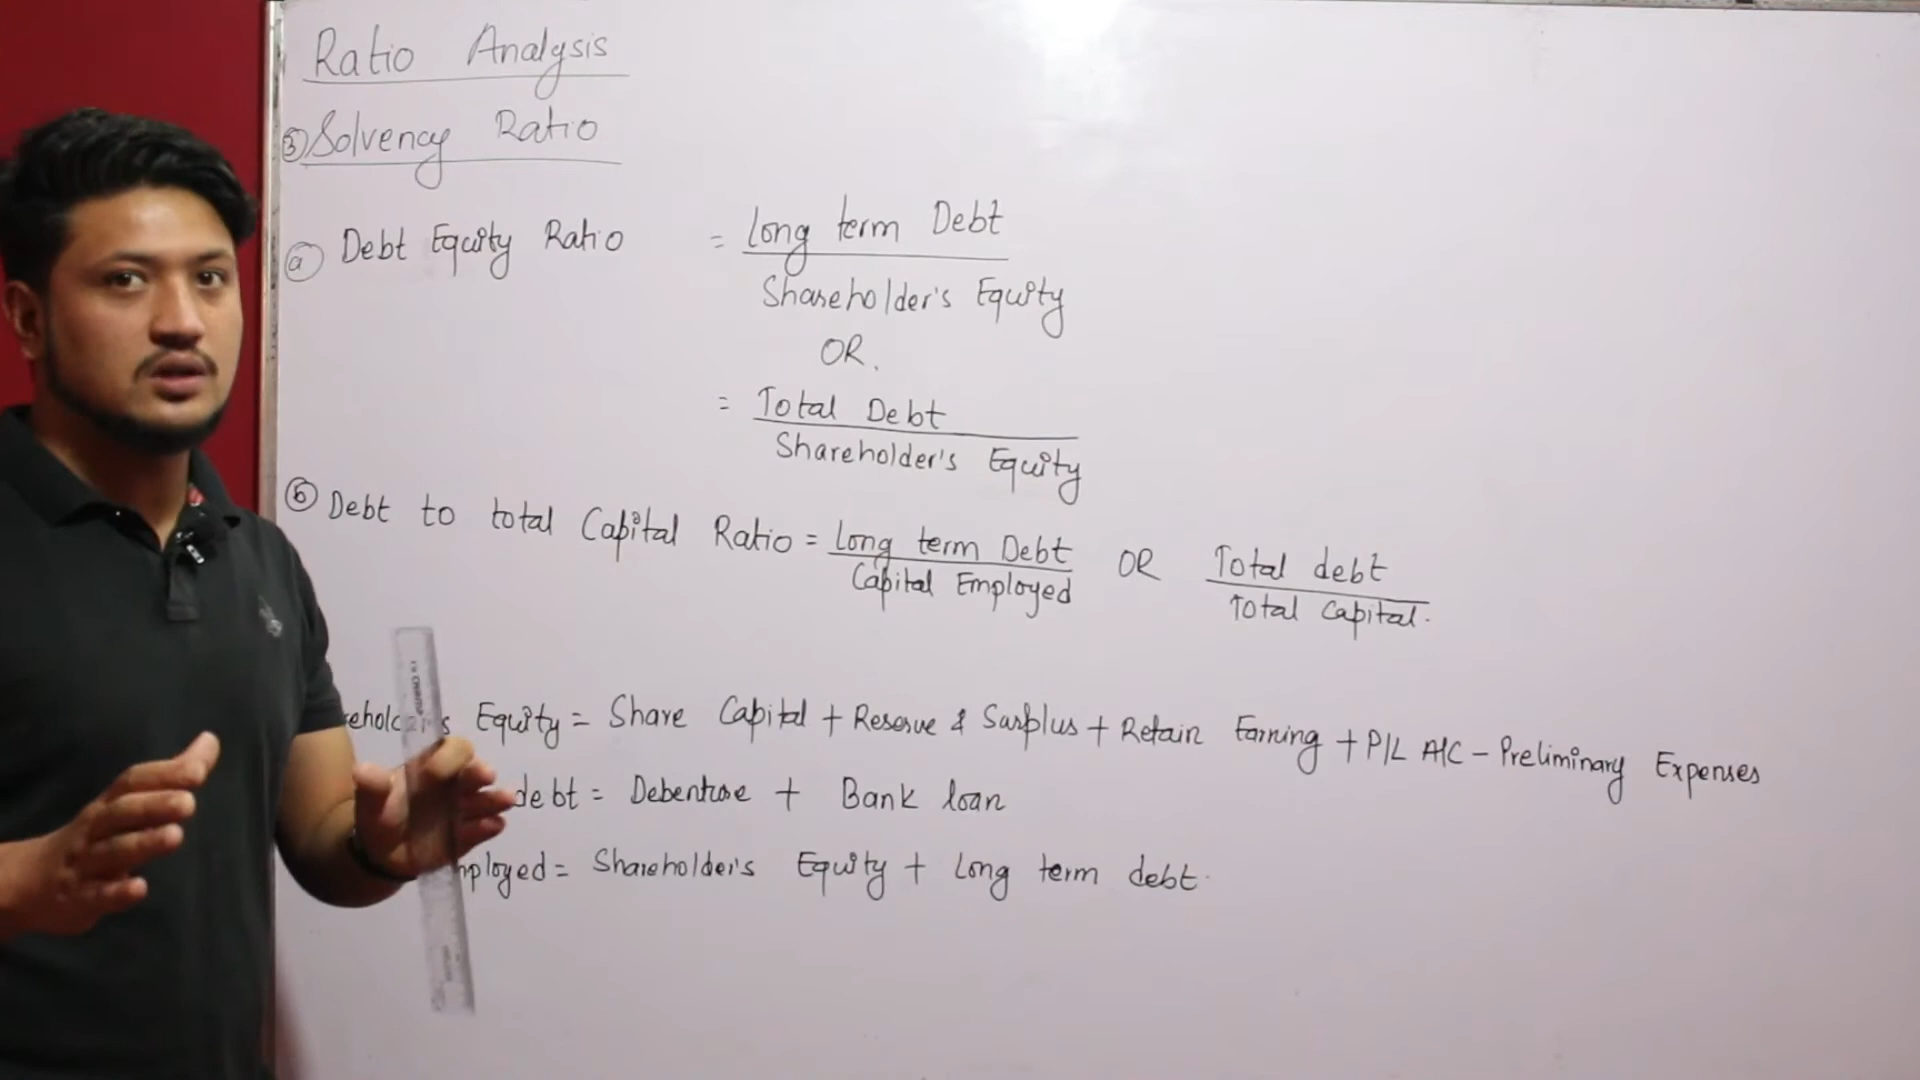 Ratio Analysis
③ Solvency Ratio
ⓐ Debt Equity Ratio = Long term Debt
Shareholder's Equity
OR.
= Total Debt
Shareholder's Equity
ⓑ Debt to total Capital Ratio = Long term Debt OR Total debt
Capital Employed Total Capital.
Equity = Share Capital + Reserve & Surplus + Retain Earning + P/L A/C - Preliminary Expenses
debt = Debenture + Bank loan
ployed = Shareholder's Equity + Long term debt.